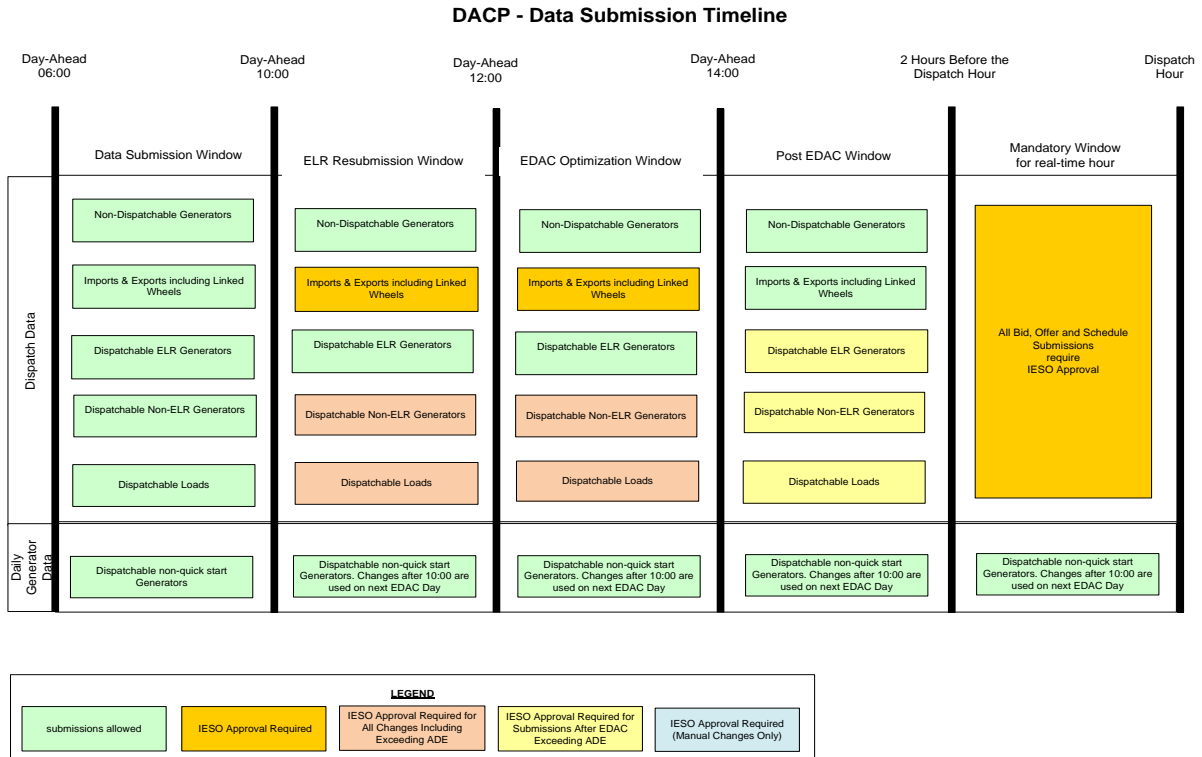 DACP - Data Submission Timeline
Day-Ahead
06:00
Day-Ahead
10:00
Day-Ahead
12:00
Day-Ahead
14:00
2 Hours Before the
Dispatch Hour
Dispatch
Hour
Data Submission Window
ELR Resubmission Window
EDAC Optimization Window
Post EDAC Window
Mandatory Window
for real-time hour
Dispatch Data
Non-Dispatchable Generators
Non-Dispatchable Generators
Non-Dispatchable Generators
Non-Dispatchable Generators
Imports & Exports including Linked
Wheels
Imports & Exports including Linked
Wheels
Imports & Exports including Linked
Wheels
Imports & Exports including Linked
Wheels
Dispatchable ELR Generators
Dispatchable ELR Generators
Dispatchable ELR Generators
Dispatchable ELR Generators
All Bid, Offer and Schedule
Submissions
require
IESO Approval
Dispatchable Non-ELR Generators
Dispatchable Non-ELR Generators
Dispatchable Non-ELR Generators
Dispatchable Non-ELR Generators
Dispatchable Loads
Dispatchable Loads
Dispatchable Loads
Dispatchable Loads
Daily
Generator
Data
Dispatchable non-quick start
Generators
Dispatchable non-quick start
Generators. Changes after 10:00 are
used on next EDAC Day
Dispatchable non-quick start
Generators. Changes after 10:00 are
used on next EDAC Day
Dispatchable non-quick start
Generators. Changes after 10:00 are
used on next EDAC Day
Dispatchable non-quick start
Generators. Changes after 10:00 are
used on next EDAC Day
LEGEND
submissions allowed
IESO Approval Required
IESO Approval Required for
All Changes Including
Exceeding ADE
IESO Approval Required for
Submissions After EDAC
Exceeding ADE
IESO Approval Required
(Manual Changes Only)